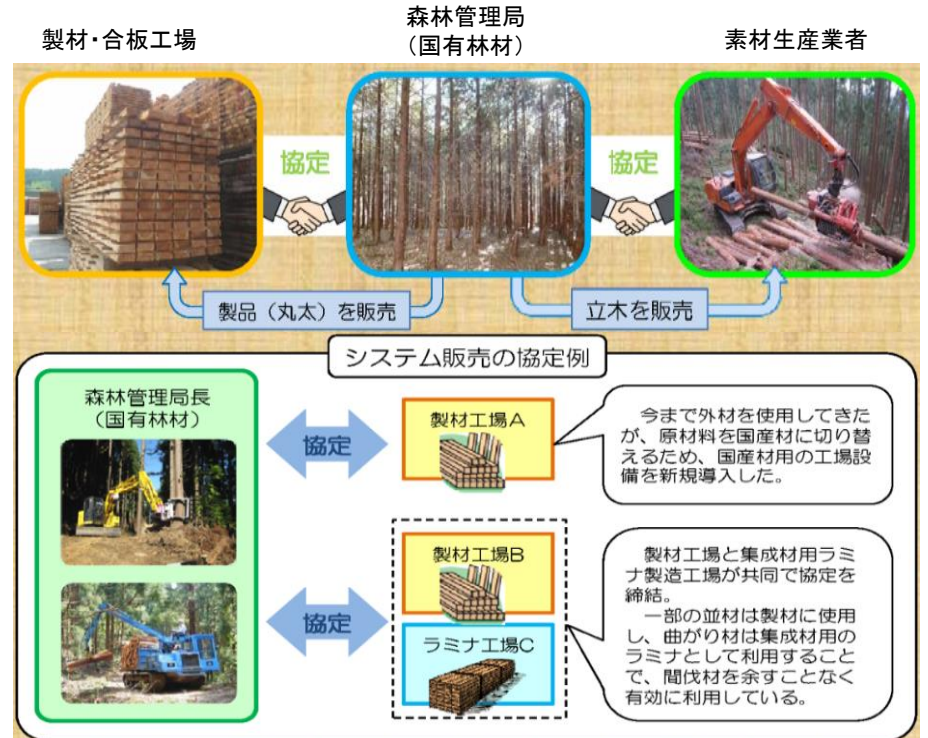 製材・合板工場
森林管理局
（国有林材）
素材生産業者
協定
協定
製品（丸太）を販売
立木を販売
システム販売の協定例
森林管理局長
（国有林材）
協定
製材工場A
今まで外材を使用してきた
が、原材料を国産材に切り替
えるため、国産材用の工場設
備を新規導入した。
協定
製材工場B
ラミナ工場C
製材工場と集成材用ラミ
ナ製造工場が共同で協定を
締結。
一部の並材は製材に使用
し、曲がり材は集成材用の
ラミナとして利用すること
で、間伐材を余すことなく
有効に利用している。